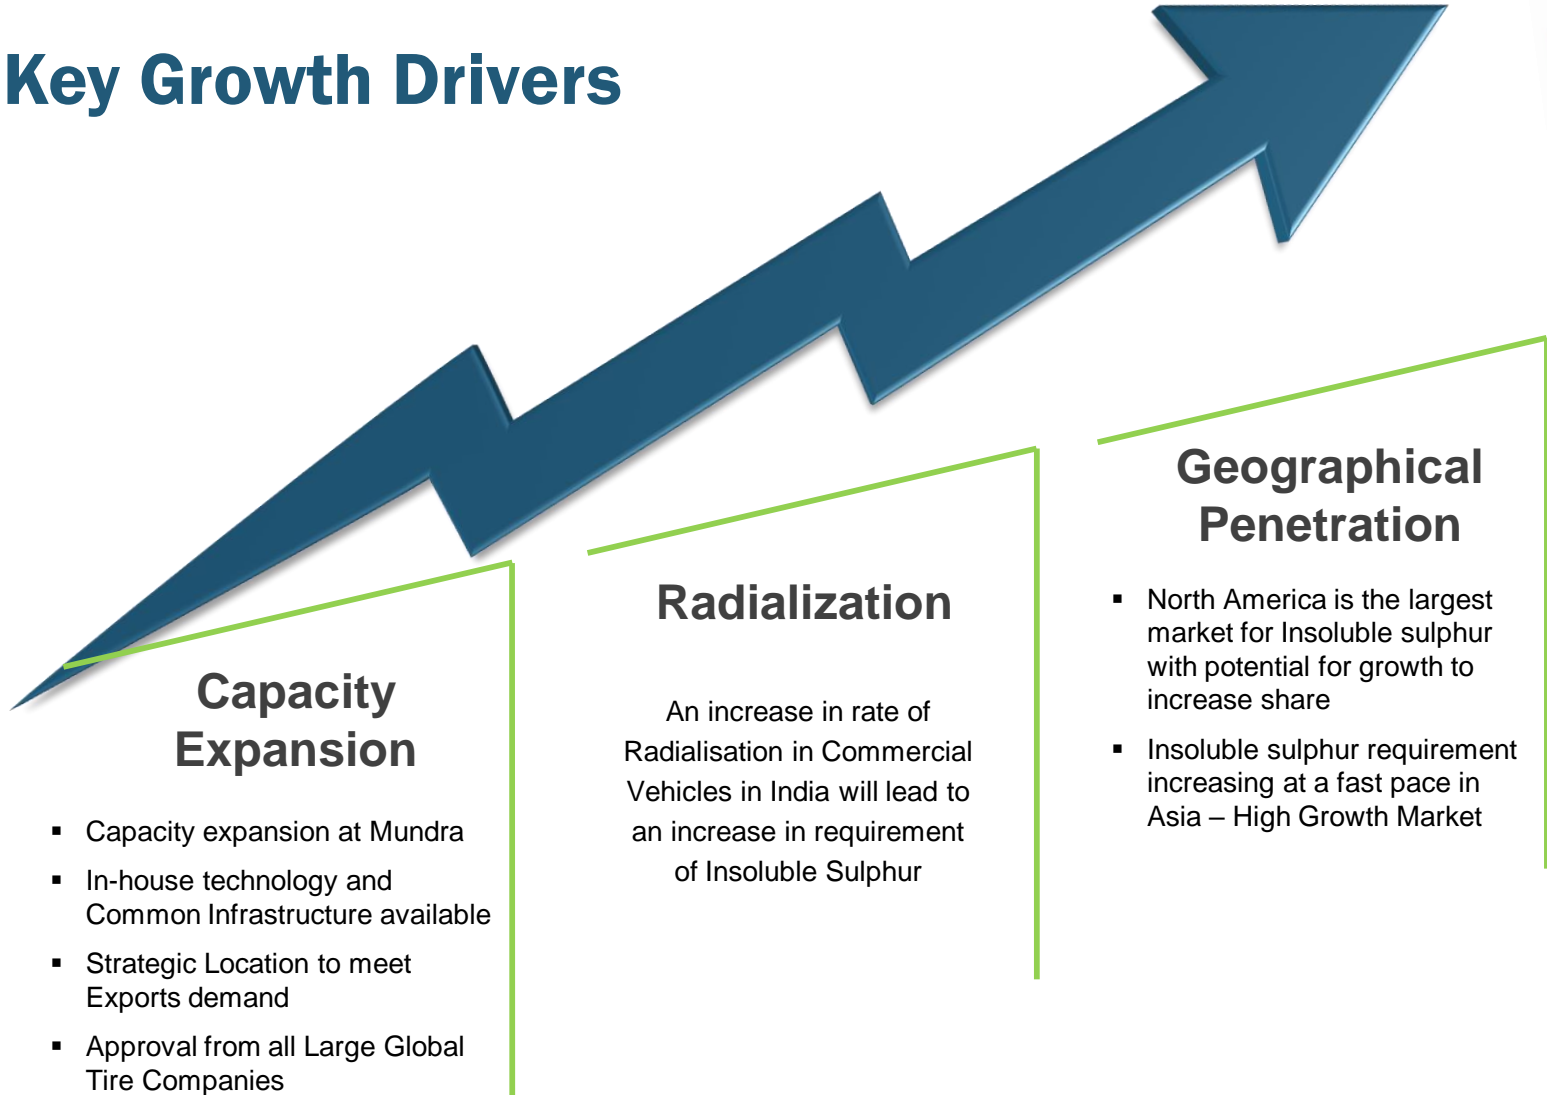 Key Growth Drivers
Capacity
Expansion
▪ Capacity expansion at Mundra
▪ In-house technology and
Common Infrastructure available
▪ Strategic Location to meet
Exports demand
▪ Approval from all Large Global
Tire Companies
Radialization
An increase in rate of
Radialisation in Commercial
Vehicles in India will lead to
an increase in requirement
of Insoluble Sulphur
Geographical
Penetration
▪ North America is the largest
market for Insoluble sulphur
with potential for growth to
increase share
▪ Insoluble sulphur requirement
increasing at a fast pace in
Asia – High Growth Market